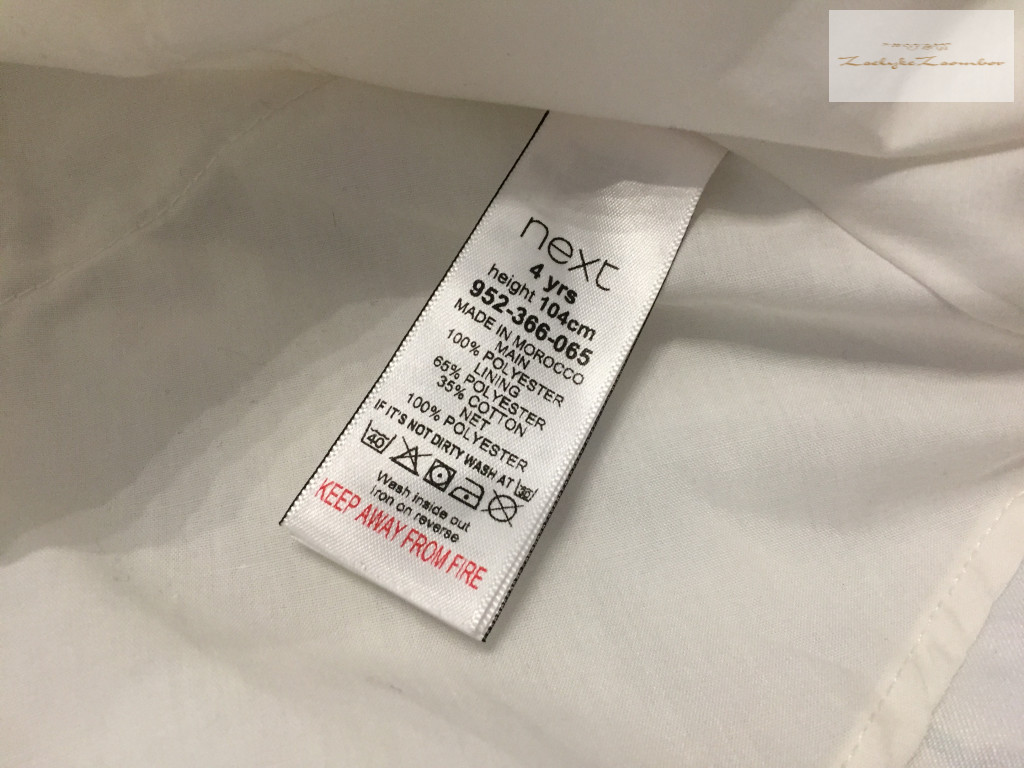 next
4 yrs
height 104cm
952-366-065
MADE IN MOROCCO
MAIN
100% POLYESTER
LINING
65% POLYESTER
35% COTTON
NET
100% POLYESTER
IF IT'S NOT DIRTY WASH AT 30
40
Wash inside out
Iron on reverse
KEEP AWAY FROM FIRE